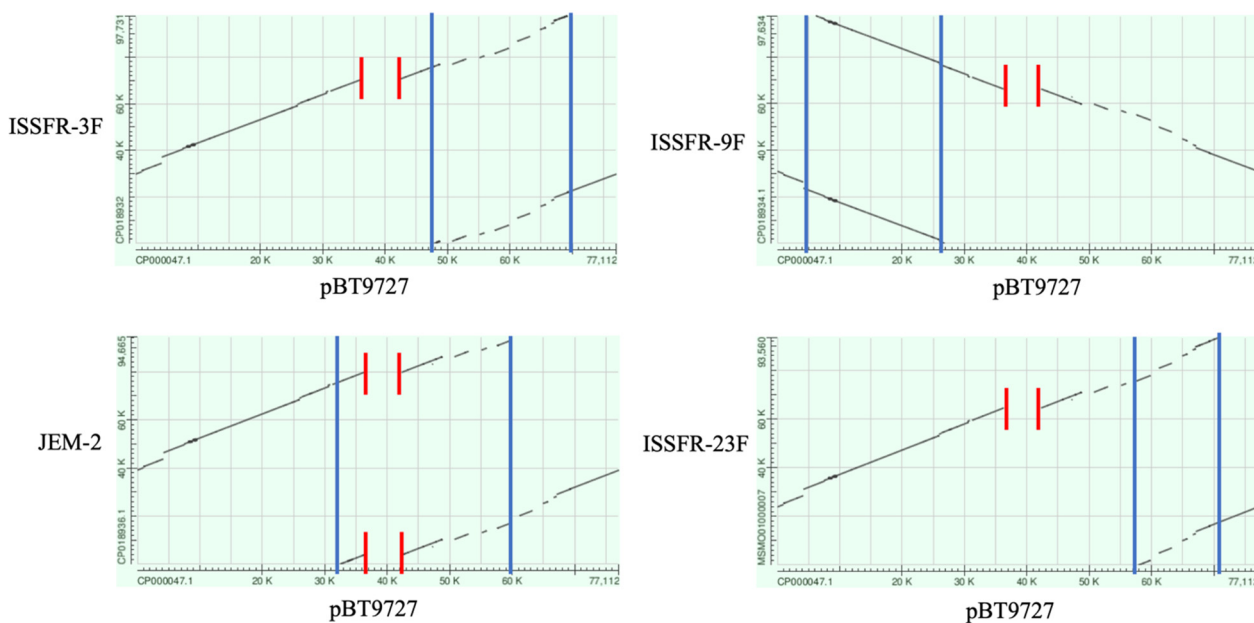 97,731
60 K
40 K
CP018932
ISSFR-3F
CP000047.1 20 K 30 K 40 K 60 K 77,112
pBT9727
97,634
60 K
40 K
CP018934.1
ISSFR-9F
CP000047.1 20 K 30 K 40 K 60 K 77,112
pBT9727
94,665
60 K
40 K
CP018936.1
JEM-2
CP000047.1 20 K 30 K 40 K 50 K 60 K 77,112
pBT9727
93,560
60 K
40 K
MSMO01000007
ISSFR-23F
CP000047.1 20 K 30 K 40 K 50 K 60 K 77,112
pBT9727